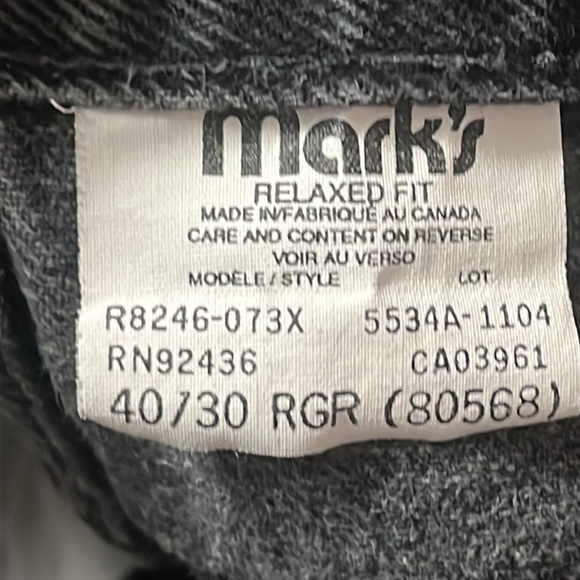 mark's
RELAXED FIT
MADE IN/FABRIQUÉ AU CANADA
CARE AND CONTENT ON REVERSE
VOIR AU VERSO
MODÈLE / STYLE LOT
R8246-073X 5534A-1104
RN92436 CA03961
40/30 RGR (80568)